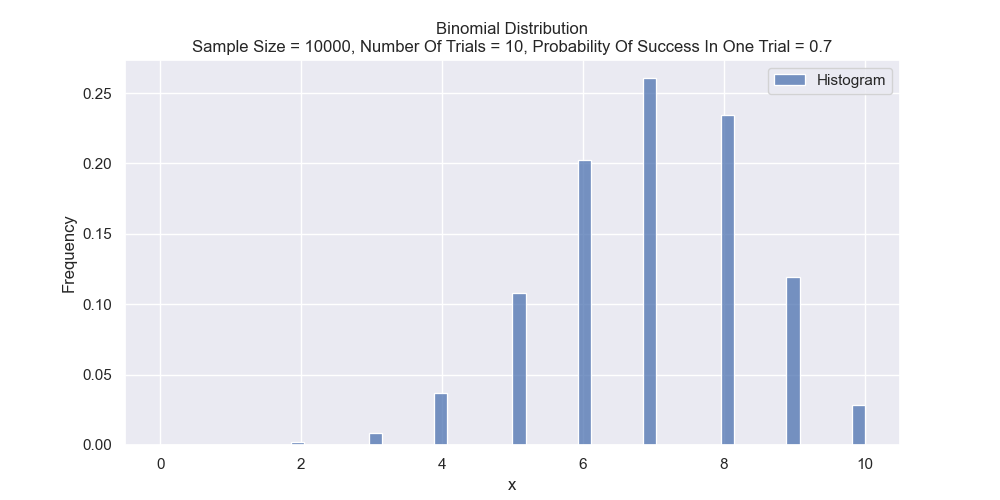 Binomial Distribution
Sample Size = 10000, Number Of Trials = 10, Probability Of Success In One Trial = 0.7
Histogram
Frequency
0.25
0.20
0.15
0.10
0.05
0.00
0 2 4 6 8 10
x